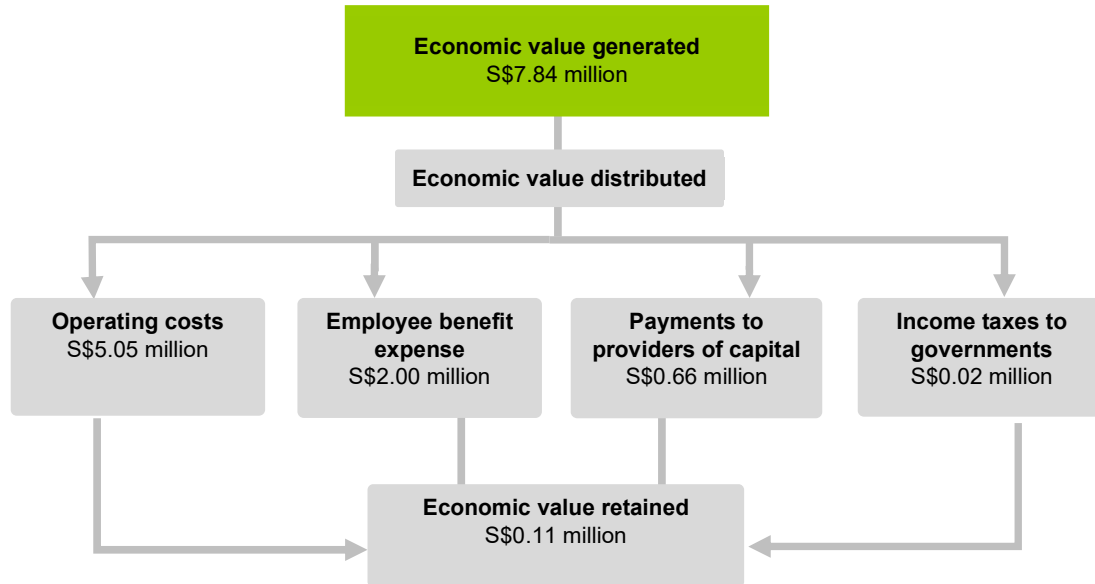 Economic value generated
S$7.84 million
Economic value distributed
Operating costs
S$5.05 million
Employee benefit
expense
S$2.00 million
Payments to
providers of capital
S$0.66 million
Income taxes to
governments
S$0.02 million
Economic value retained
S$0.11 million